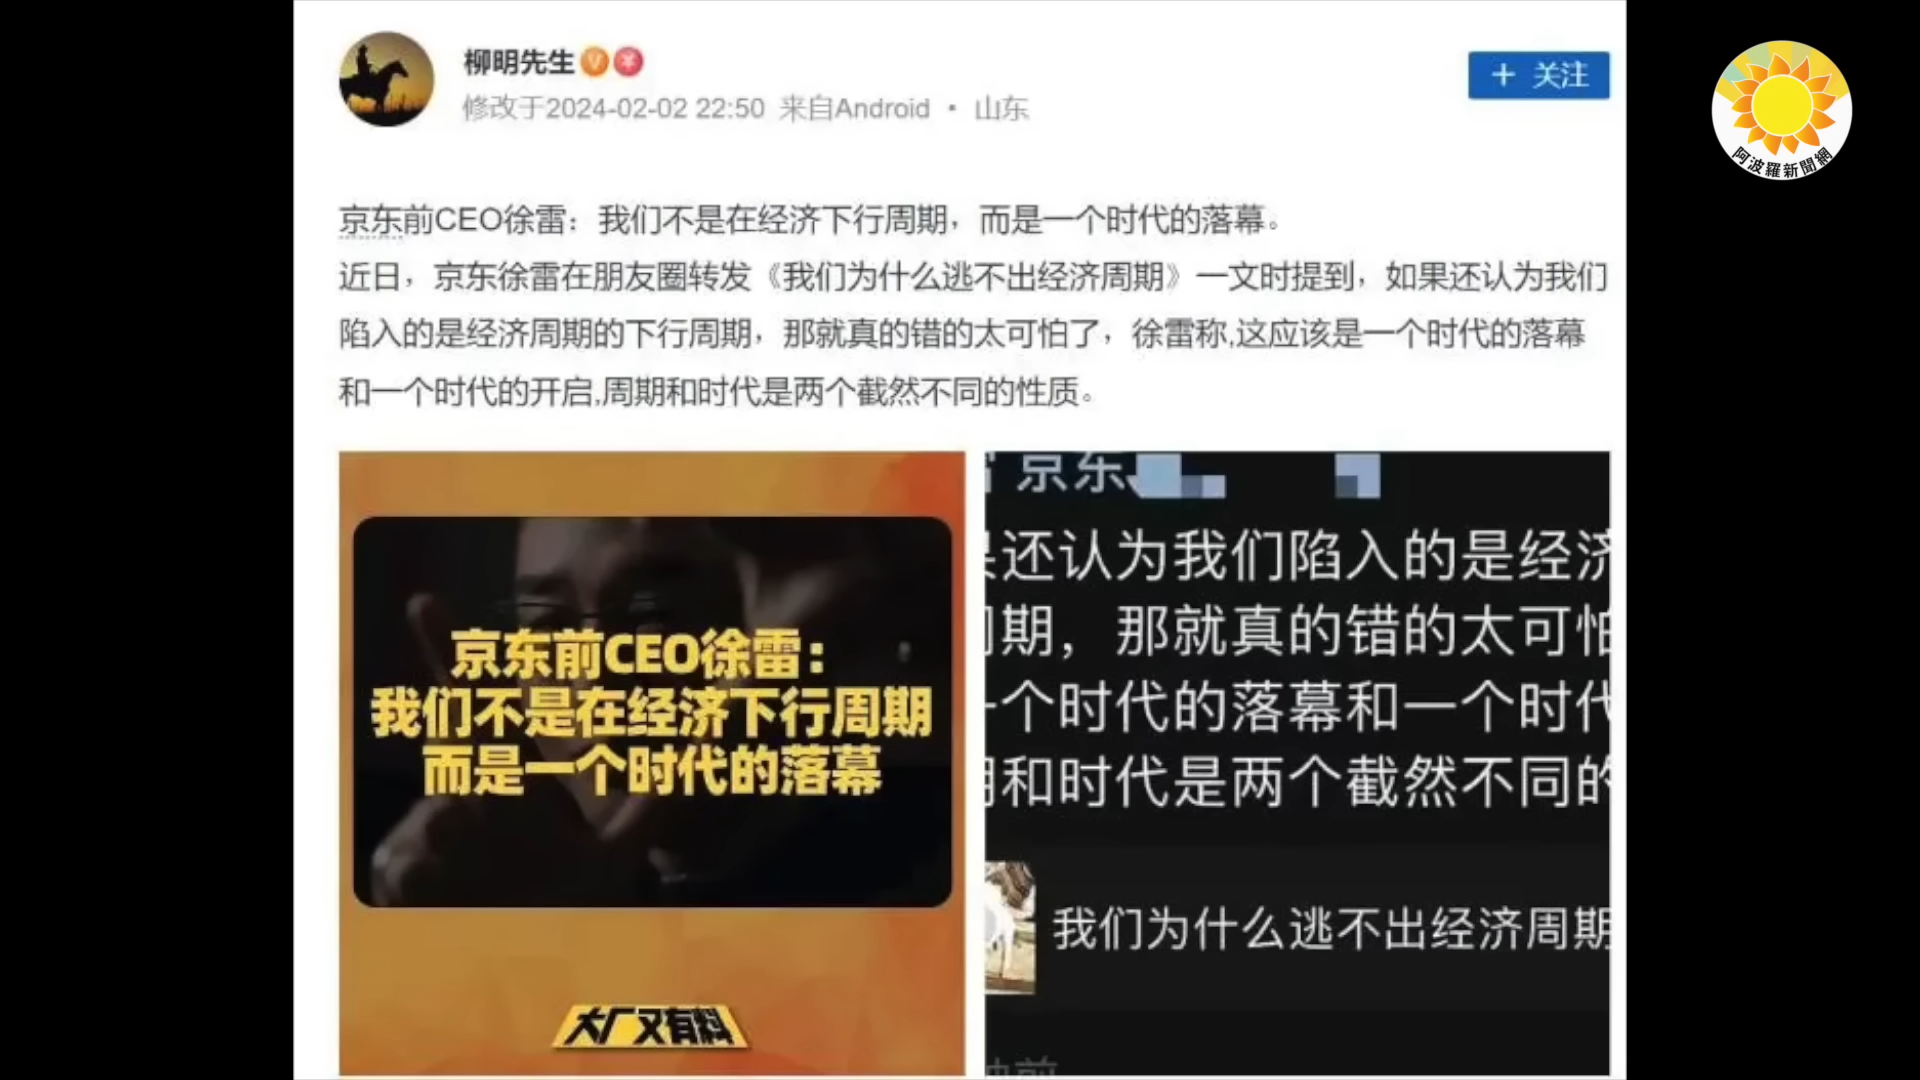 柳明先生
修改于2024-02-02 22:50 来自Android · 山东
+ 关注
阿波羅新聞網
京东前CEO徐雷：我们不是在经济下行周期，而是一个时代的落幕。
近日，京东徐雷在朋友圈转发《我们为什么逃不出经济周期》一文时提到，如果还认为我们
陷入的是经济周期的下行周期，那就真的错的太可怕了，徐雷称,这应该是一个时代的落幕
和一个时代的开启,周期和时代是两个截然不同的性质。
京东前CEO徐雷：
我们不是在经济下行周期
而是一个时代的落幕
大厂又有料
京东
还认为我们陷入的是经济
期，那就真的错的太可怕
一个时代的落幕和一个时代
和时代是两个截然不同的
我们为什么逃不出经济周期